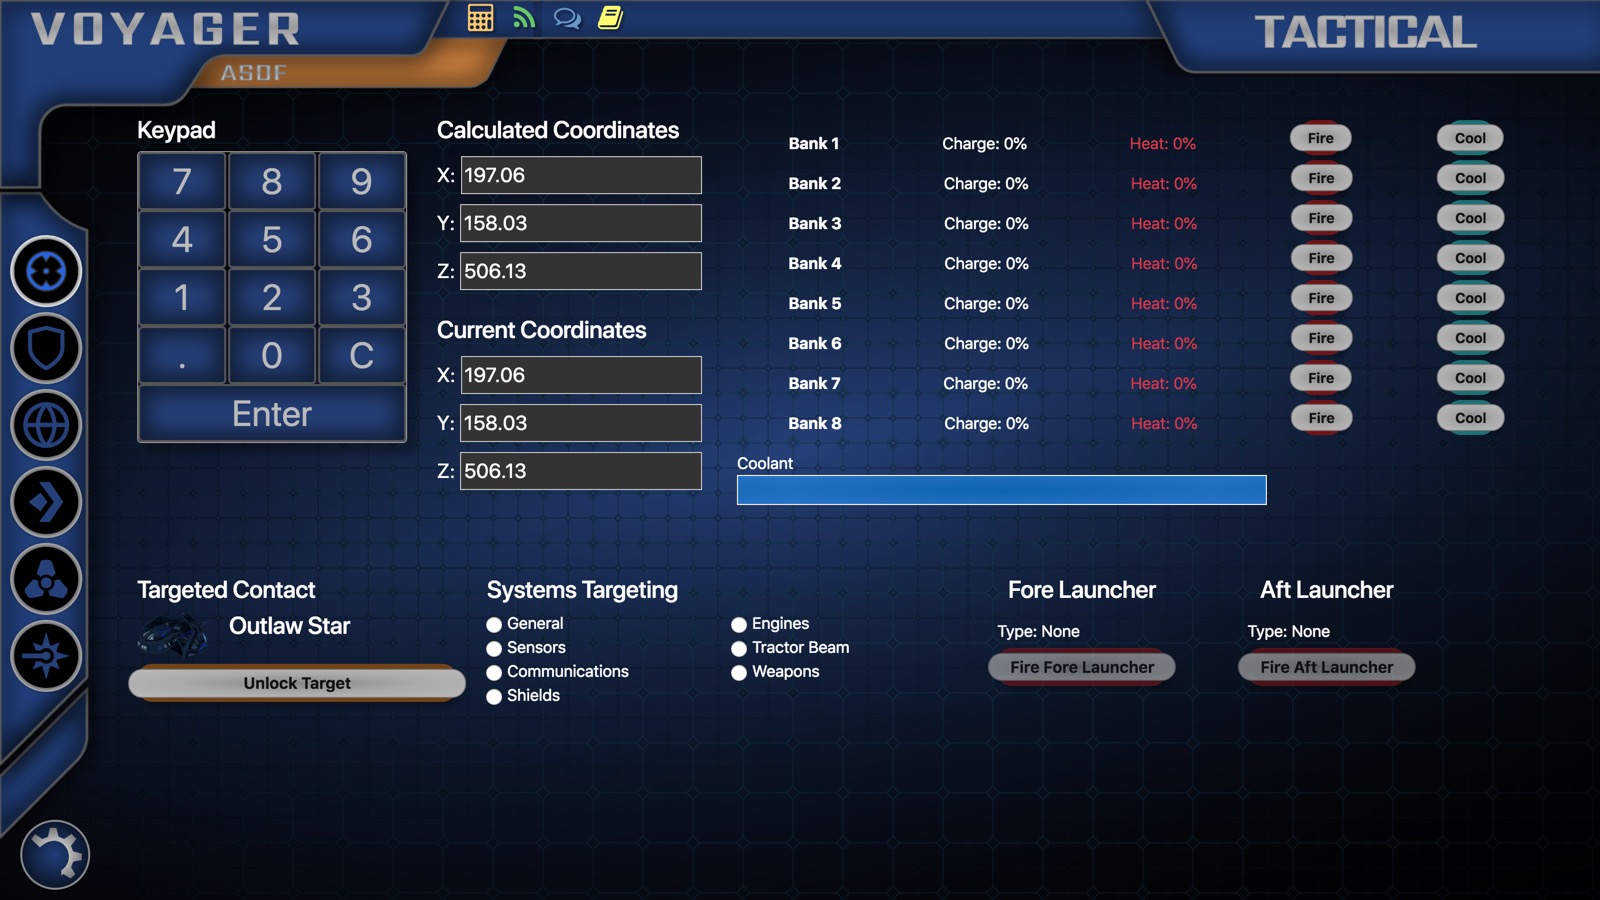 VOYAGER
ASDF
TACTICAL
Keypad
7 8 9
4 5 6
1 2 3
. 0 C
Enter
Calculated Coordinates
X: 197.06
Y: 158.03
Z: 506.13
Current Coordinates
X: 197.06
Y: 158.03
Z: 506.13
Bank 1 Charge: 0% Heat: 0% Fire Cool
Bank 2 Charge: 0% Heat: 0% Fire Cool
Bank 3 Charge: 0% Heat: 0% Fire Cool
Bank 4 Charge: 0% Heat: 0% Fire Cool
Bank 5 Charge: 0% Heat: 0% Fire Cool
Bank 6 Charge: 0% Heat: 0% Fire Cool
Bank 7 Charge: 0% Heat: 0% Fire Cool
Bank 8 Charge: 0% Heat: 0% Fire Cool
Coolant
Targeted Contact
Outlaw Star
Unlock Target
Systems Targeting
General
Sensors
Communications
Shields
Engines
Tractor Beam
Weapons
Fore Launcher
Type: None
Fire Fore Launcher
Aft Launcher
Type: None
Fire Aft Launcher